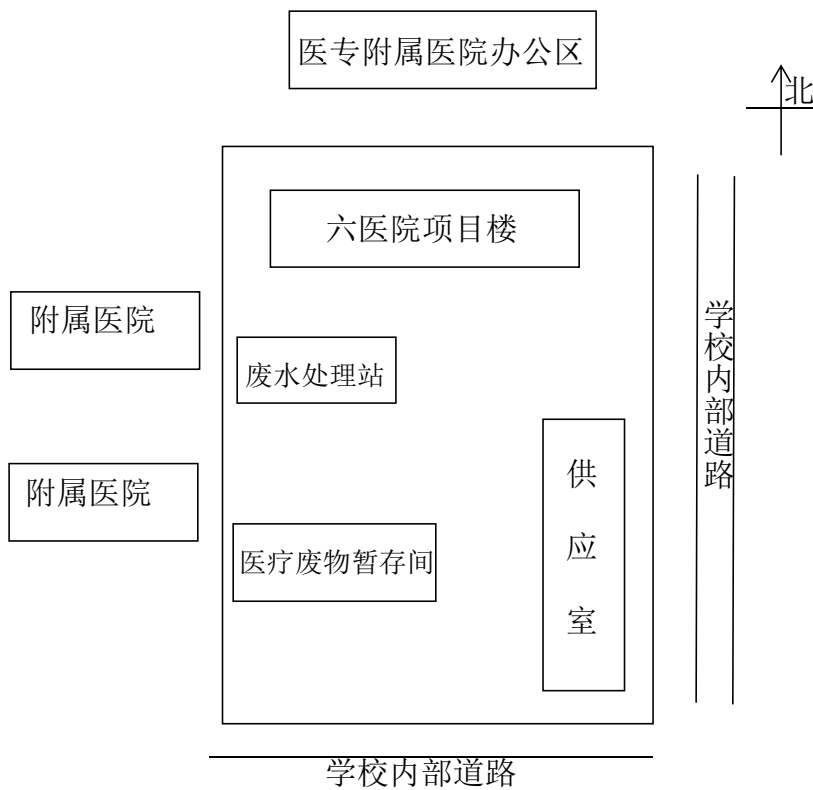 医专附属医院办公区
北
六医院项目楼
附属医院
废水处理站
学校内部道路
附属医院
供应室
医疗废物暂存间
学校内部道路